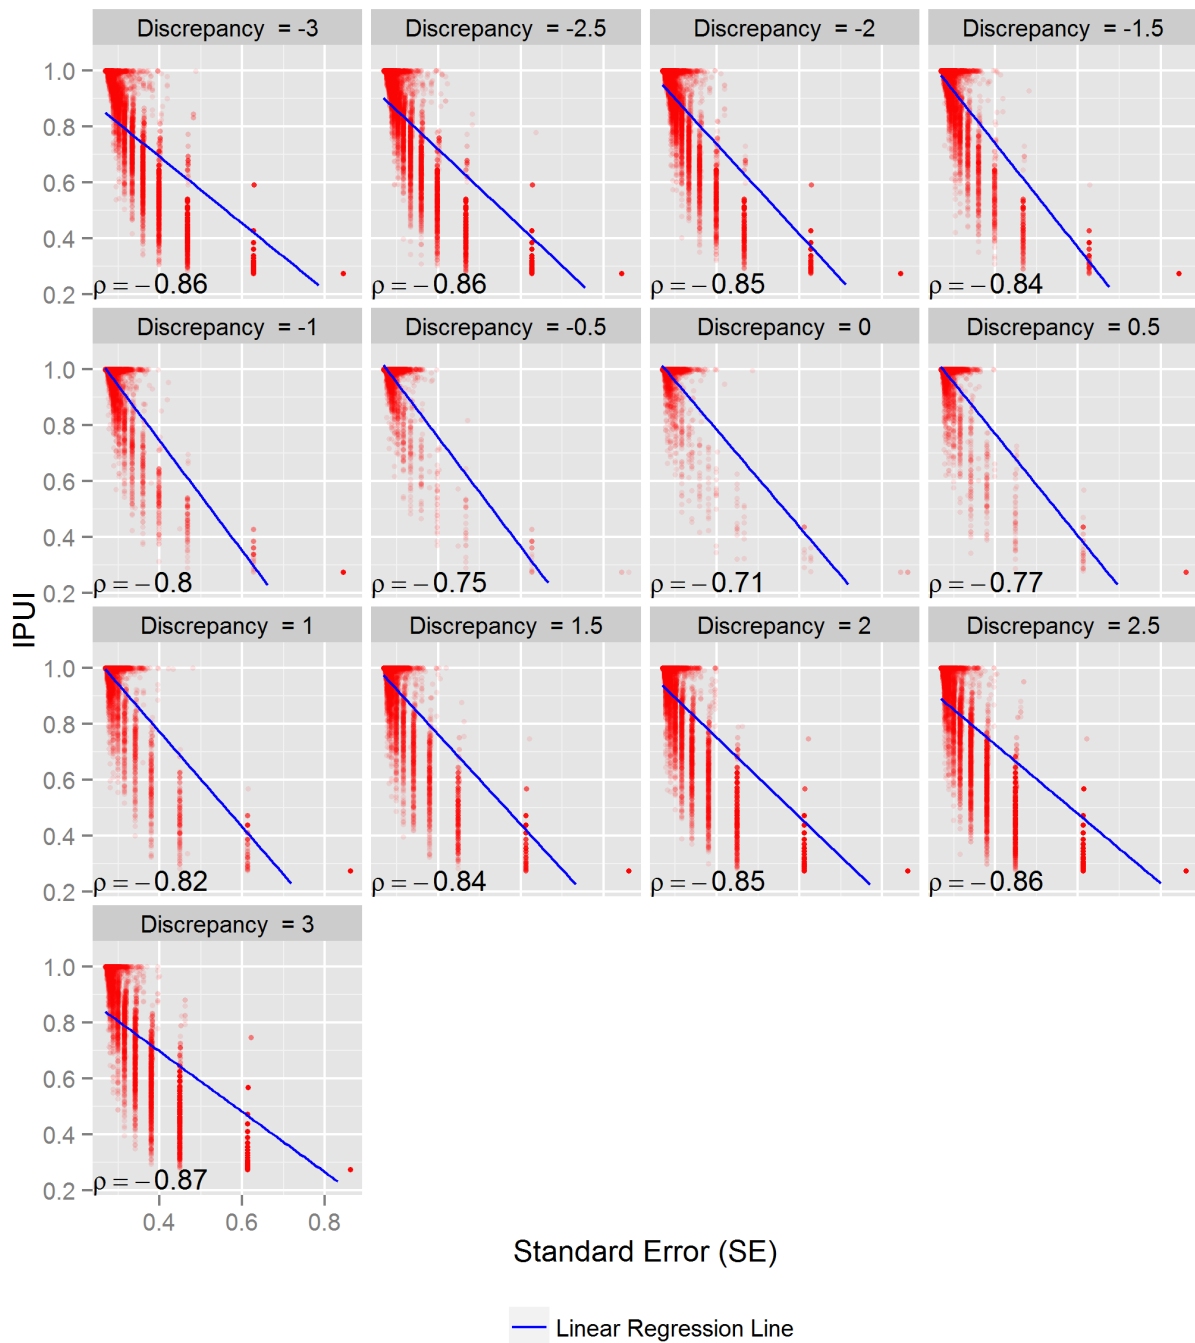 Discrepancy = -3
Discrepancy = -2.5
Discrepancy = -2
Discrepancy = -1.5
1.0
0.8
0.6
0.4
0.2
ρ = −0.86
ρ = −0.86
ρ = −0.85
ρ = −0.84
Discrepancy = -1
Discrepancy = -0.5
Discrepancy = 0
Discrepancy = 0.5
1.0
0.8
0.6
0.4
0.2
ρ = −0.8
ρ = −0.75
ρ = −0.71
ρ = −0.77
IPUI
Discrepancy = 1
Discrepancy = 1.5
Discrepancy = 2
Discrepancy = 2.5
1.0
0.8
0.6
0.4
0.2
ρ = −0.82
ρ = −0.84
ρ = −0.85
ρ = −0.86
Discrepancy = 3
1.0
0.8
0.6
0.4
0.2
ρ = −0.87
0.4 0.6 0.8
Standard Error (SE)
Linear Regression Line